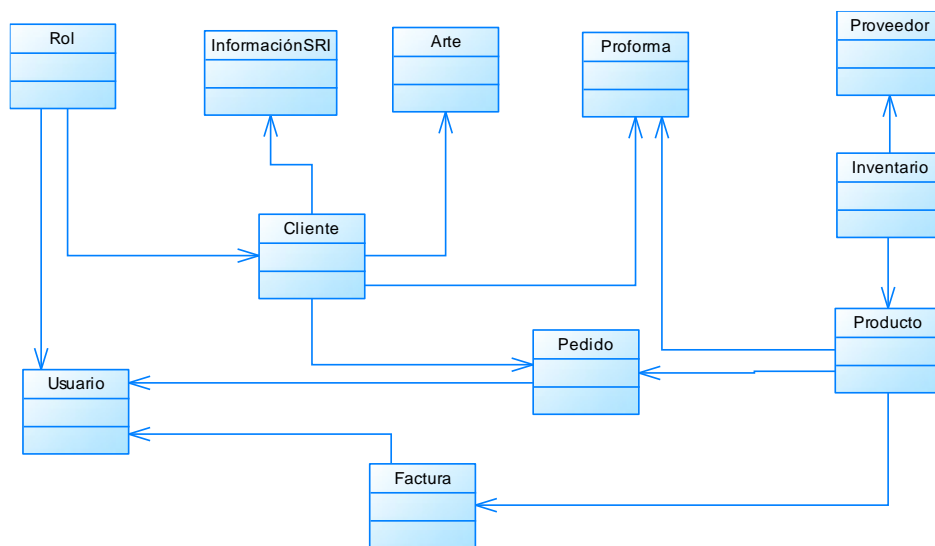 Rol
InformaciónSRI
Arte
Proforma
Proveedor
Inventario
Cliente
Producto
Pedido
Usuario
Factura